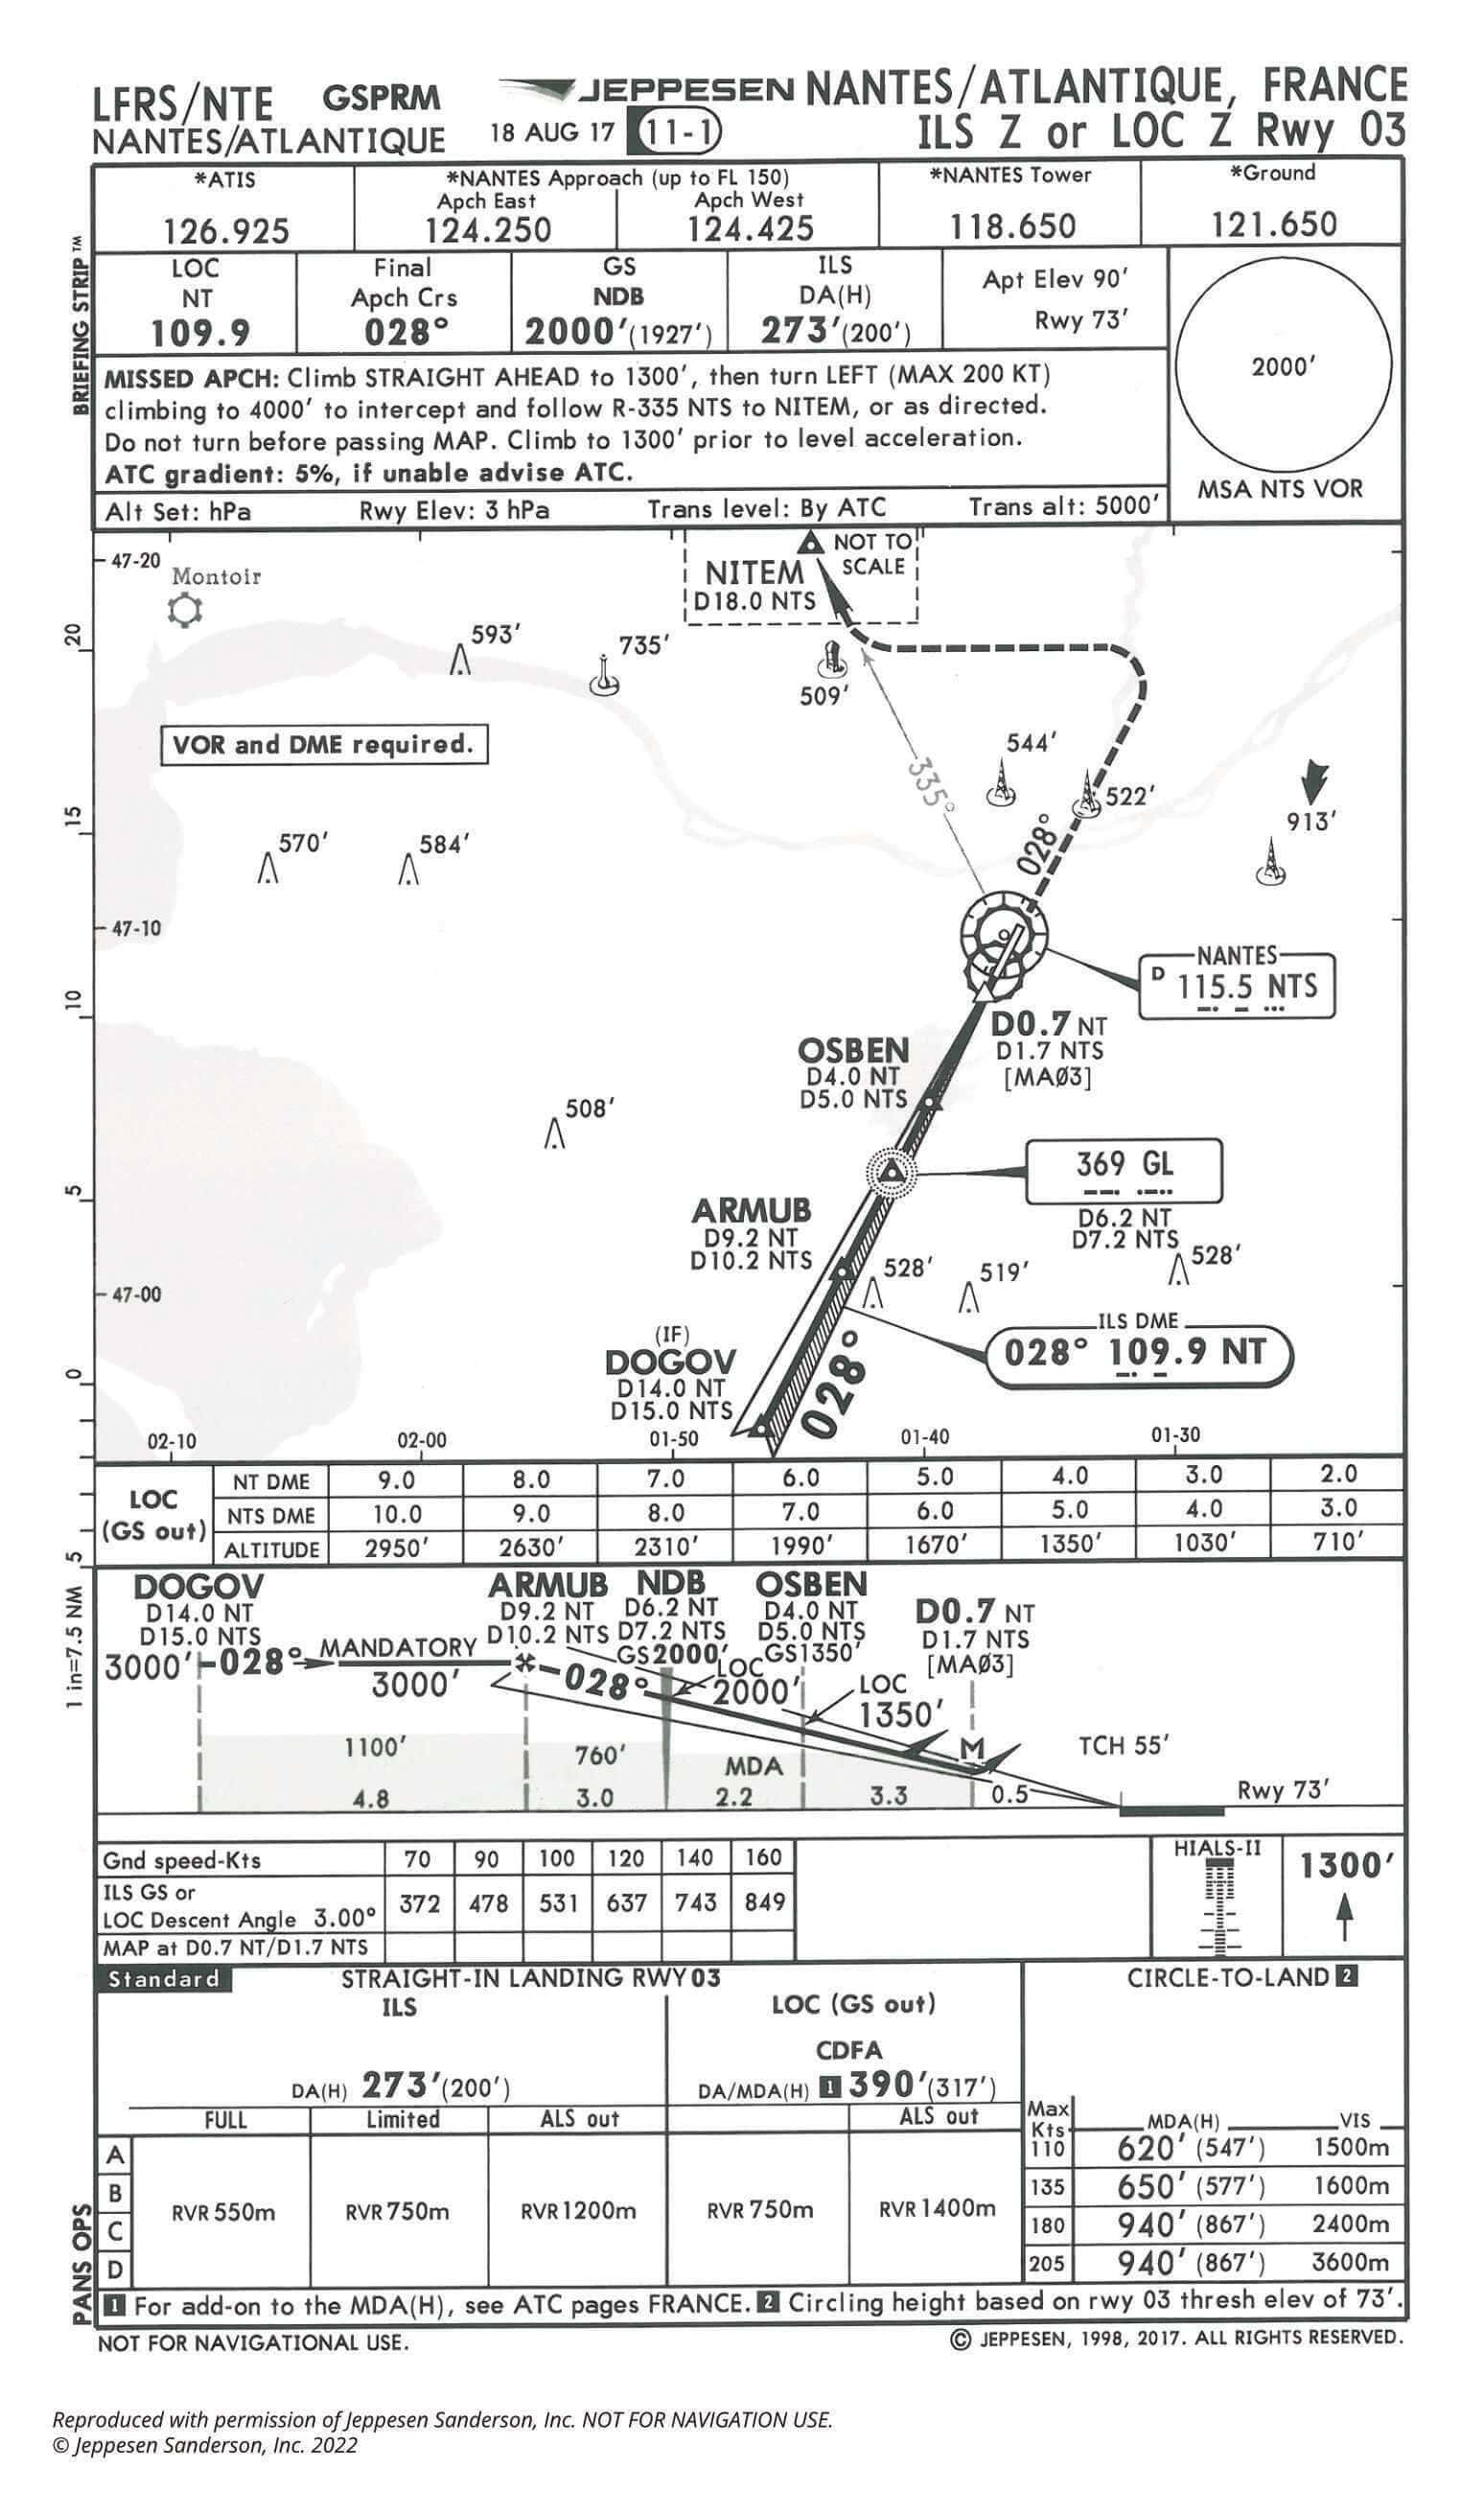 LFRS/NTE GSPRM JEPPESEN NANTES/ATLANTIQUE, FRANCE
NANTES/ATLANTIQUE 18 AUG 17 11-1 ILS Z or LOC Z Rwy 03
BRIEFING STRIP™
*ATIS
126.925
*NANTES Approach (up to FL 150)
Apch East Apch West
124.250 124.425
*NANTES Tower
118.650
*Ground
121.650
LOC
NT
109.9
Final
Apch Crs
028°
GS
NDB
2000′(1927′)
ILS
DA(H)
273′(200′)
Apt Elev 90′
Rwy 73′
2000′
MSA NTS VOR
MISSED APCH: Climb STRAIGHT AHEAD to 1300′, then turn LEFT (MAX 200 KT)
climbing to 4000′ to intercept and follow R-335 NTS to NITEM, or as directed.
Do not turn before passing MAP. Climb to 1300′ prior to level acceleration.
ATC gradient: 5%, if unable advise ATC.
Alt Set: hPa Rwy Elev: 3 hPa Trans level: By ATC Trans alt: 5000′
47-20
Montoir
NITEM
D18.0 NTS
NOT TO
SCALE
20
593′
735′
509′
VOR and DME required.
335°
544′
522′
913′
15
570′
584′
028°
47-10
NANTES
D 115.5 NTS
10
D0.7 NT
D1.7 NTS
[MAØ3]
OSBEN
D4.0 NT
D5.0 NTS
508′
369 GL
D6.2 NT
D7.2 NTS
5
ARMUB
D9.2 NT
D10.2 NTS
528′
519′
528′
47-00
ILS DME
028° 109.9 NT
(IF)
DOGOV
D14.0 NT
D15.0 NTS
028°
0
02-10 02-00 01-50 01-40 01-30
LOC
(GS out)
NT DME 9.0 8.0 7.0 6.0 5.0 4.0 3.0 2.0
NTS DME 10.0 9.0 8.0 7.0 6.0 5.0 4.0 3.0
ALTITUDE 2950′ 2630′ 2310′ 1990′ 1670′ 1350′ 1030′ 710′
5
1 in=7.5 NM
DOGOV
D14.0 NT
D15.0 NTS
3000′
028°
MANDATORY
3000′
ARMUB
D9.2 NT
D10.2 NTS
NDB
D6.2 NT
D7.2 NTS
GS2000′
OSBEN
D4.0 NT
D5.0 NTS
GS1350′
D0.7 NT
D1.7 NTS
[MAØ3]
028°
LOC
2000′
LOC
1350′
M
TCH 55′
1100′
760′
MDA
4.8 3.0 2.2 3.3 0.5
Rwy 73′
Gnd speed-Kts 70 90 100 120 140 160
ILS GS or
LOC Descent Angle 3.00° 372 478 531 637 743 849
MAP at D0.7 NT/D1.7 NTS
HIALS-II
1300′
Standard STRAIGHT-IN LANDING RWY03
ILS
DA(H) 273′(200′)
LOC (GS out)
CDFA
DA/MDA(H) 1 390′(317′)
CIRCLE-TO-LAND 2
FULL Limited ALS out ALS out
Max
Kts MDA(H) VIS
A
B
C
D
RVR 550m RVR 750m RVR 1200m RVR 750m RVR 1400m
110 620′ (547′) 1500m
135 650′ (577′) 1600m
180 940′ (867′) 2400m
205 940′ (867′) 3600m
PANS OPS
1 For add-on to the MDA(H), see ATC pages FRANCE. 2 Circling height based on rwy 03 thresh elev of 73′.
NOT FOR NAVIGATIONAL USE. © JEPPESEN, 1998, 2017. ALL RIGHTS RESERVED.
Reproduced with permission of Jeppesen Sanderson, Inc. NOT FOR NAVIGATION USE.
© Jeppesen Sanderson, Inc. 2022